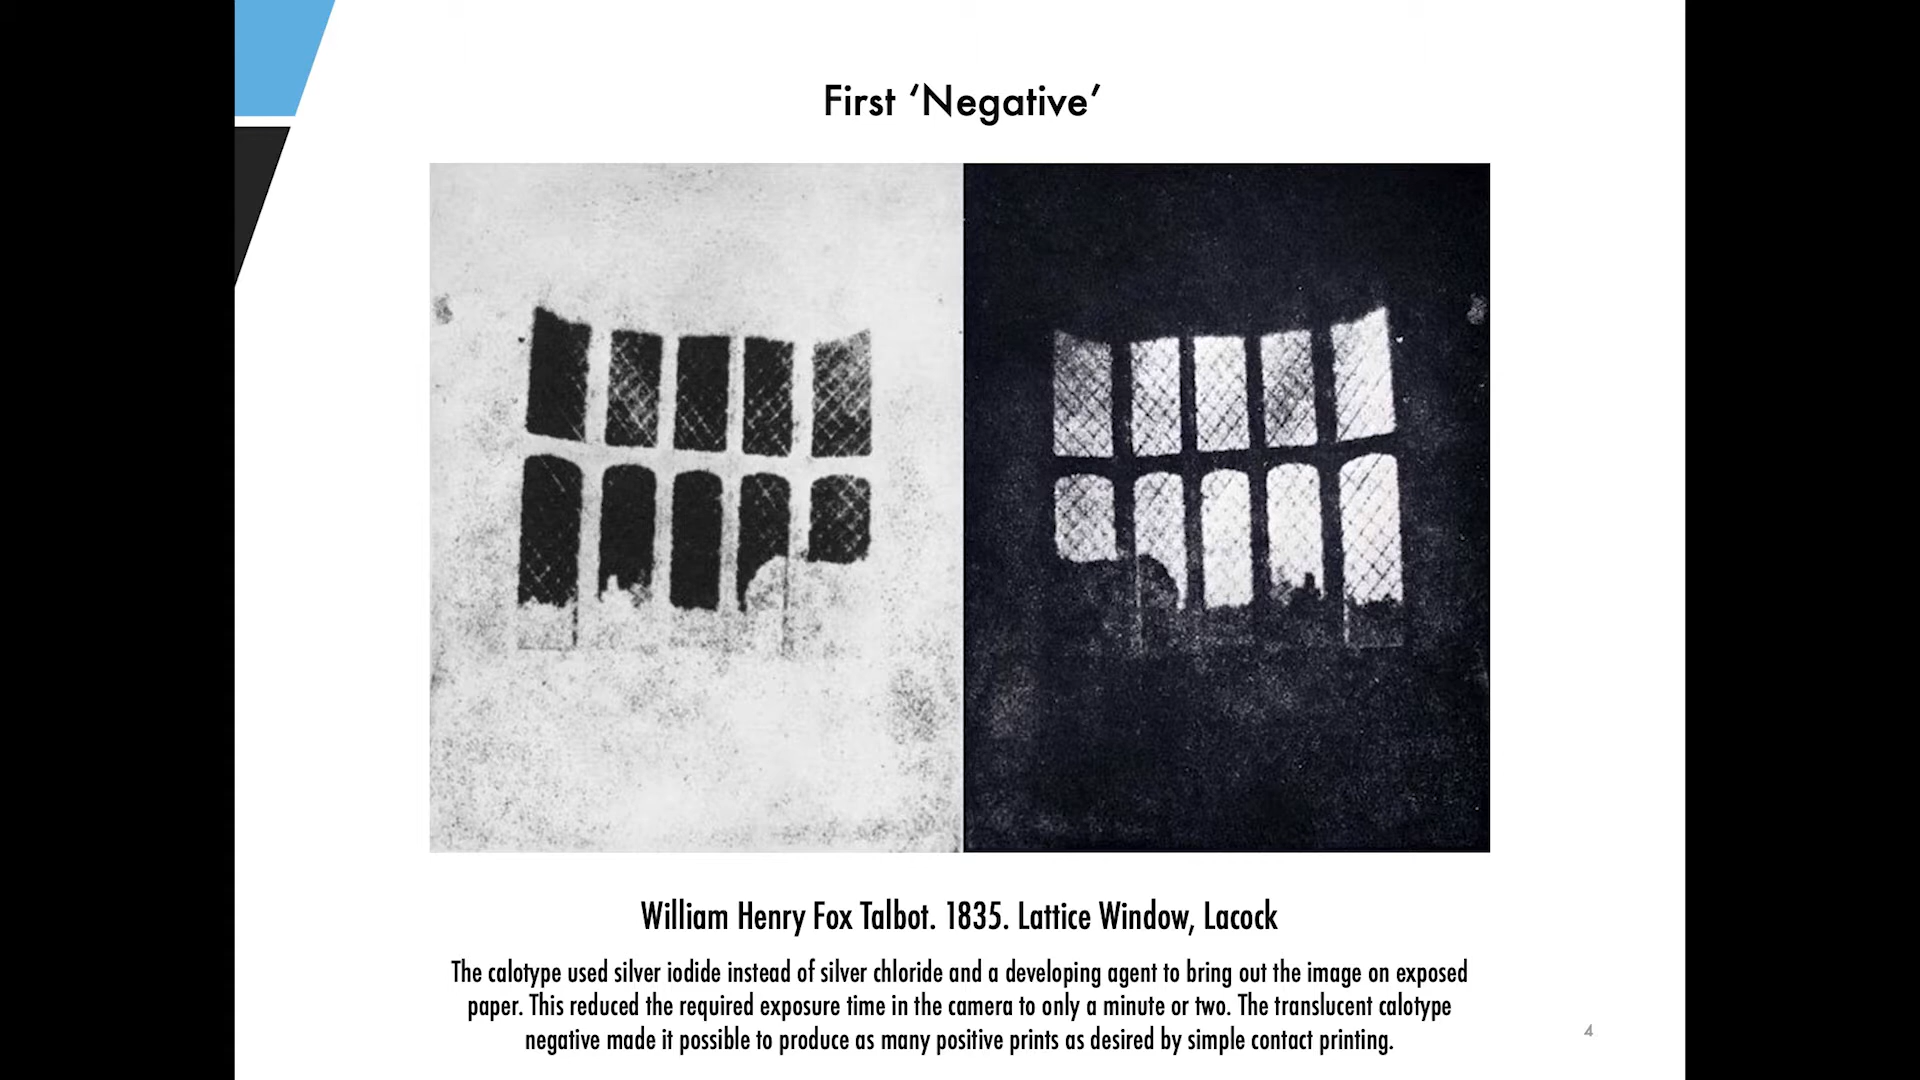 First ‘Negative’
William Henry Fox Talbot. 1835. Lattice Window, Lacock
The calotype used silver iodide instead of silver chloride and a developing agent to bring out the image on exposed
paper. This reduced the required exposure time in the camera to only a minute or two. The translucent calotype
negative made it possible to produce as many positive prints as desired by simple contact printing.
4